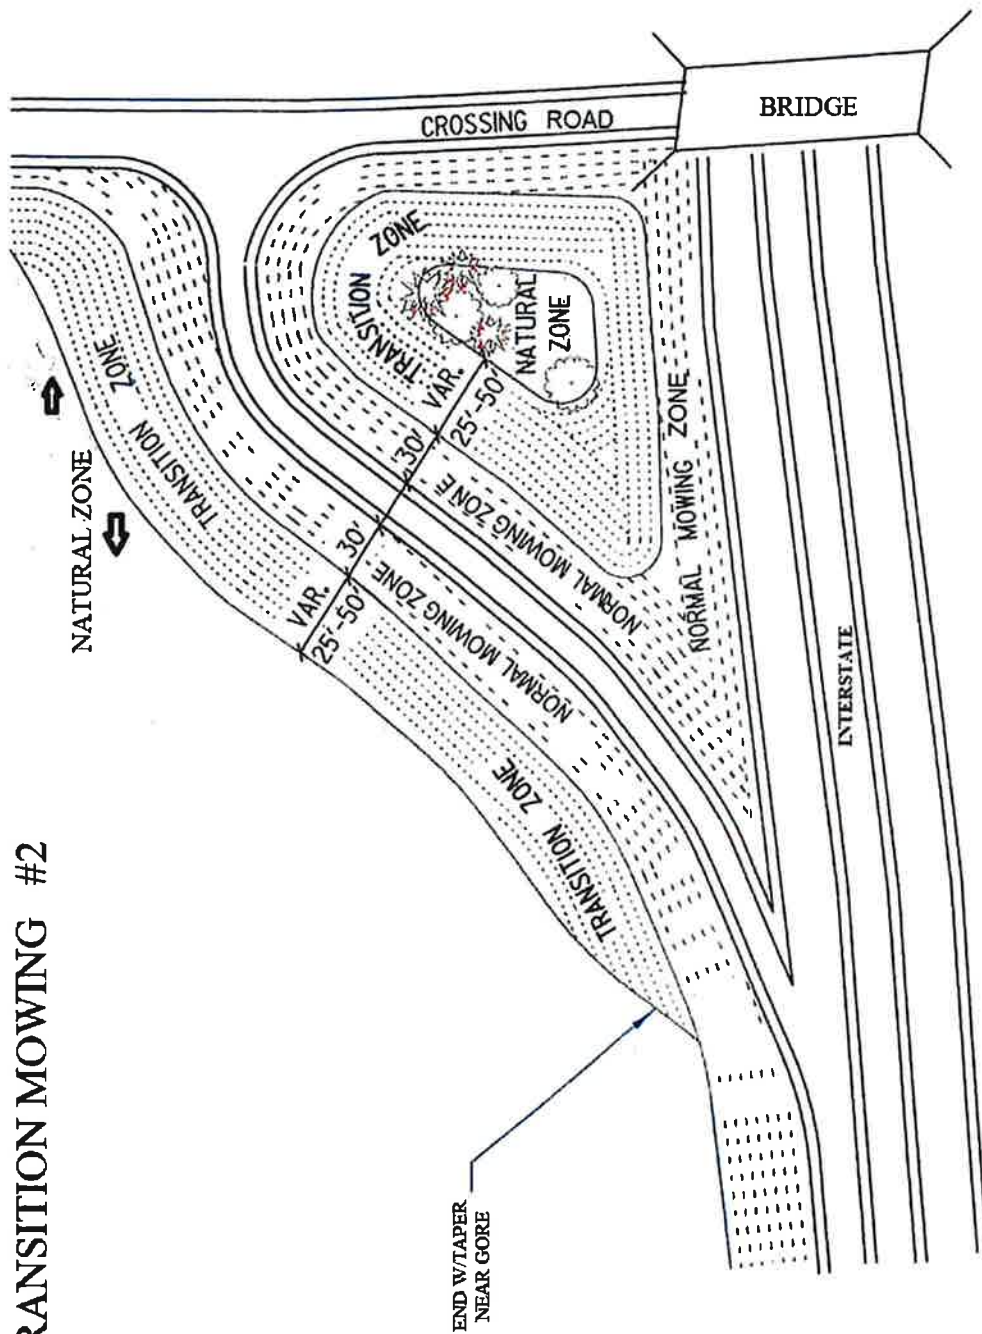 RANSITION MOWING #2
NATURAL ZONE
TRANSITION ZONE
CROSSING ROAD
BRIDGE
TRANSITION ZONE
NATURAL
ZONE
VAR.
25'-50'
30'
30'
VAR.
25'-50'
NORMAL MOWING ZONE
NORMAL MOWING ZONE
NORMAL MOWING ZONE
TRANSITION ZONE
INTERSTATE
END W/TAPER
NEAR GORE